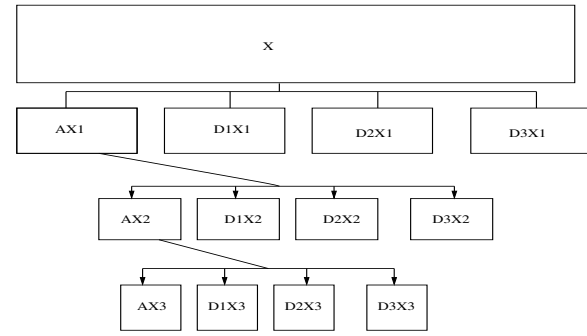 X
AX1 D1X1 D2X1 D3X1
AX2 D1X2 D2X2 D3X2
AX3 D1X3 D2X3 D3X3